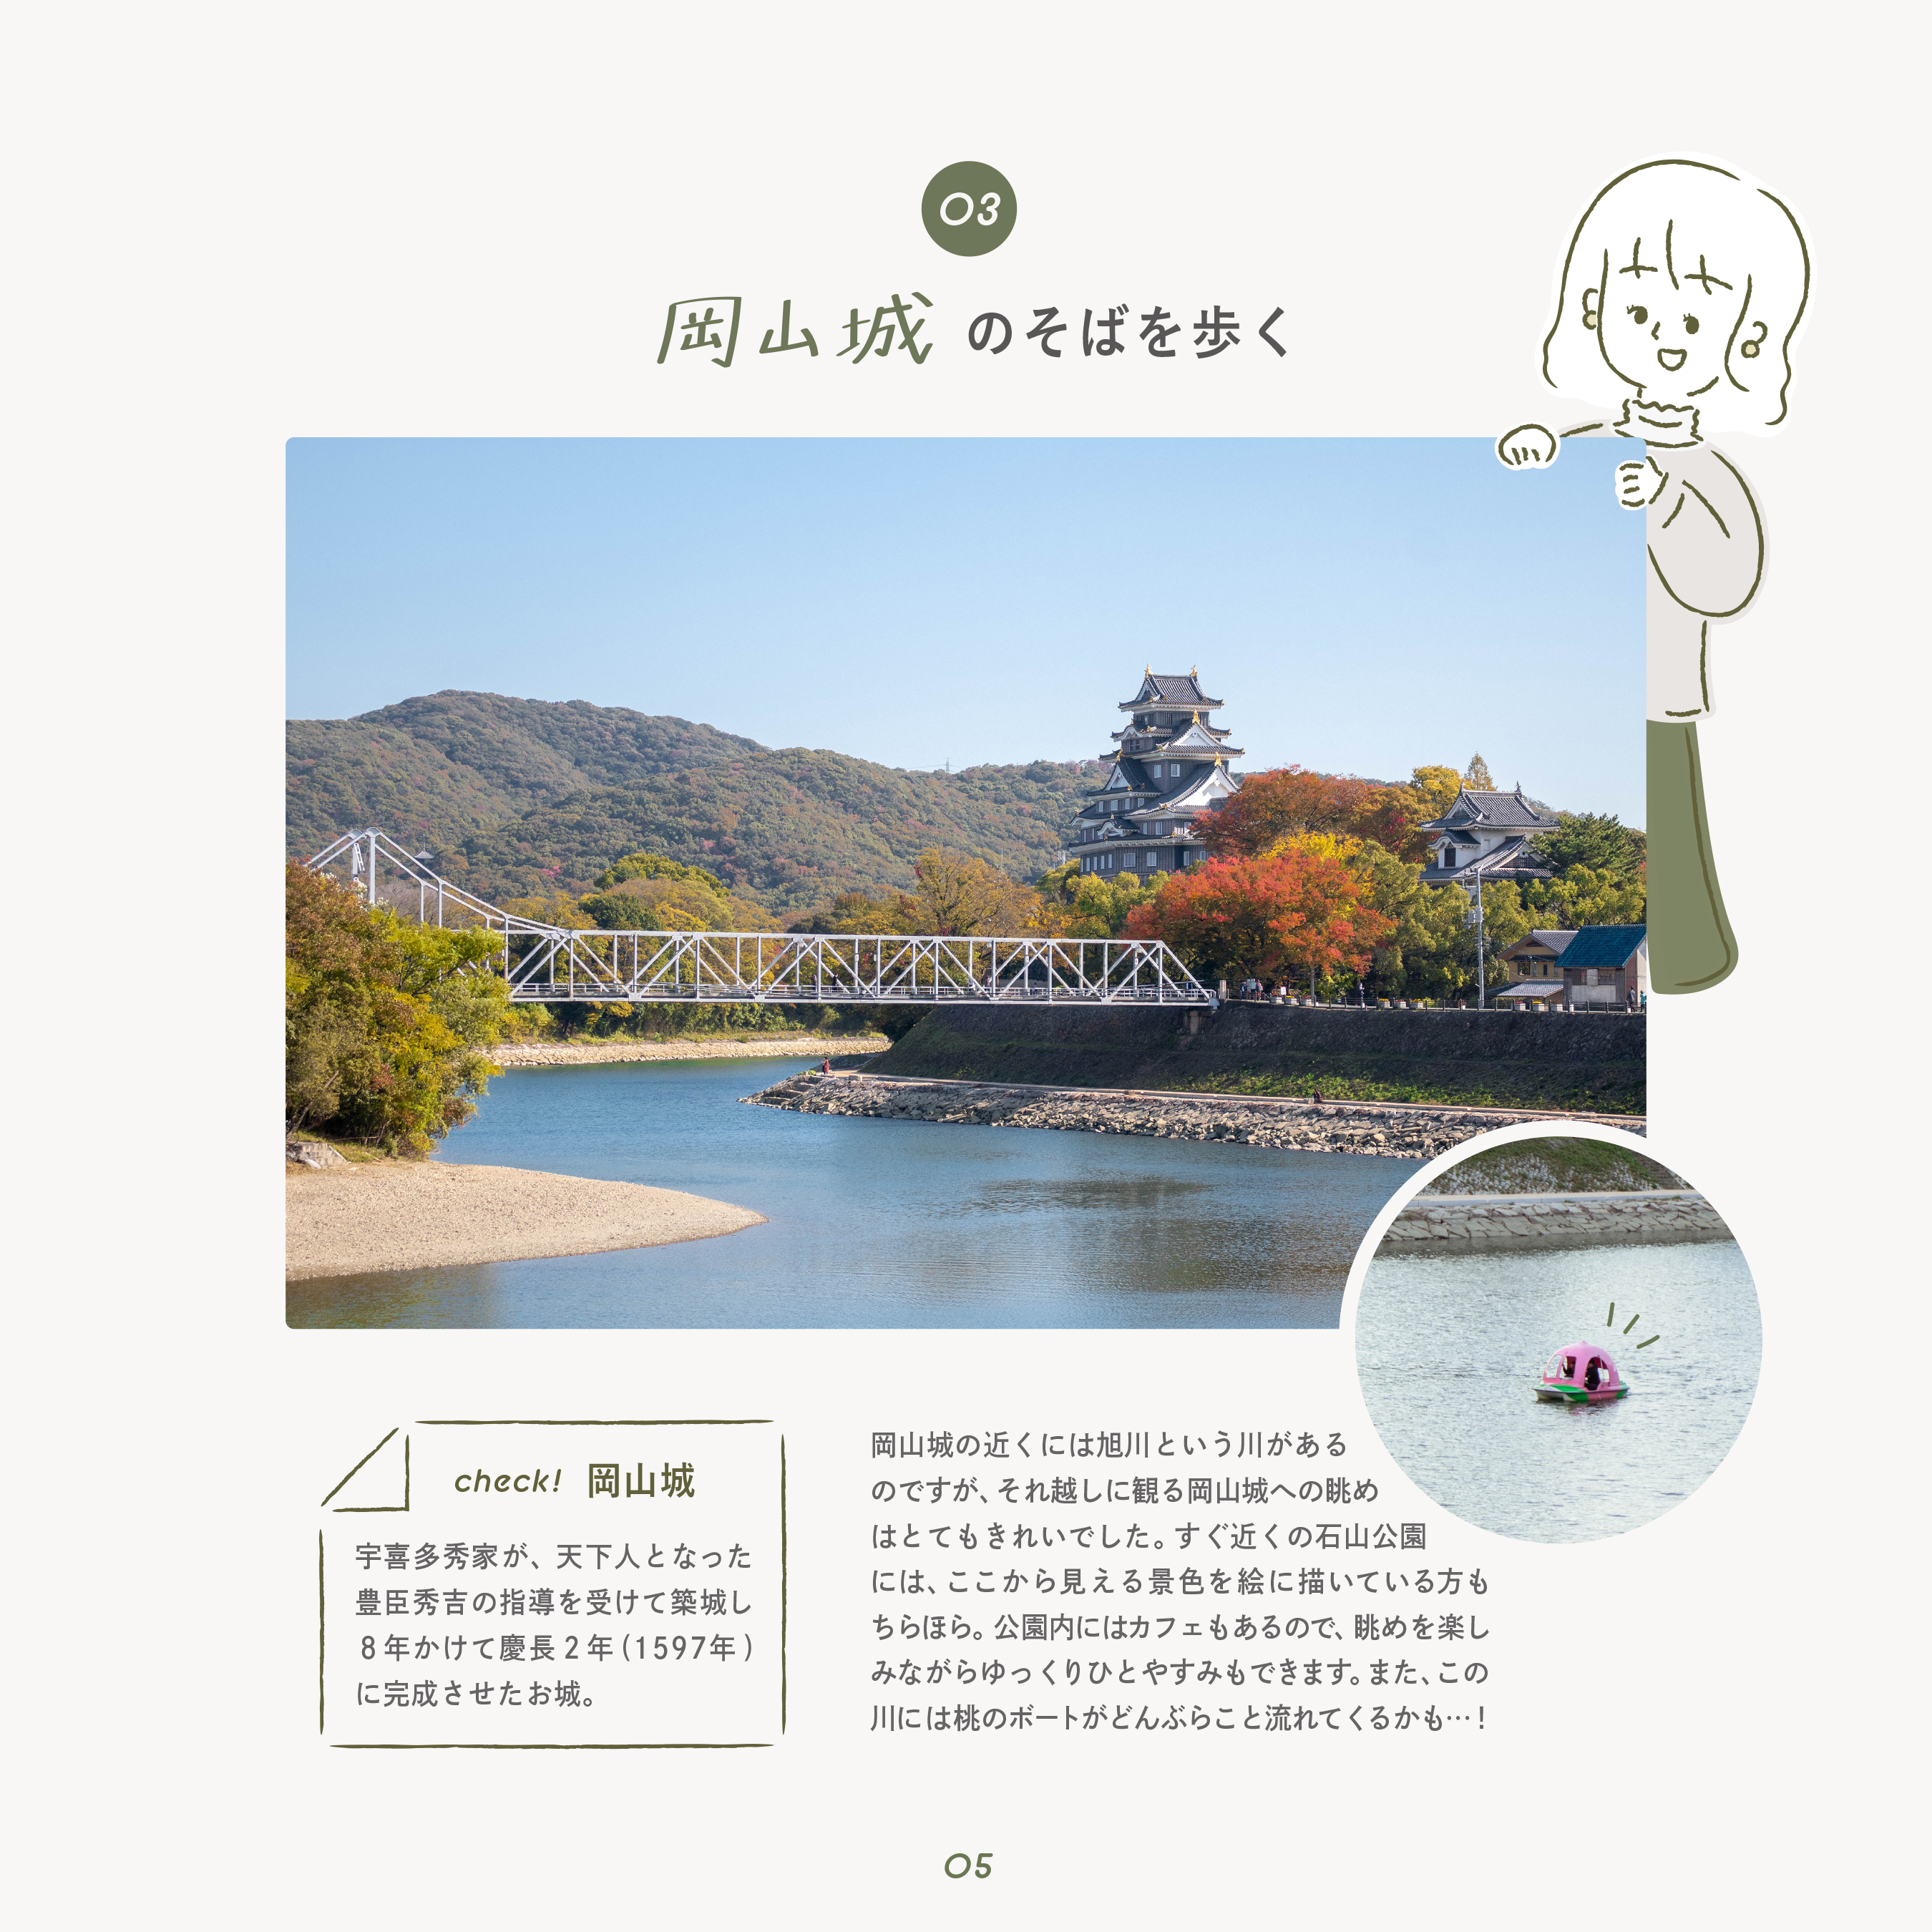 03
岡山城のそばを歩く
check! 岡山城
宇喜多秀家が、天下人となった
豊臣秀吉の指導を受けて築城し
8年かけて慶長2年(1597年)
に完成させたお城。
岡山城の近くには旭川という川がある
のですが、それ越しに観る岡山城への眺め
はとてもきれいでした。すぐ近くの石山公園
には、ここから見える景色を絵に描いている方も
ちらほら。公園内にはカフェもあるので、眺めを楽し
みながらゆっくりひとやすみもできます。また、この
川には桃のボートがどんぶらこと流れてくるかも…!
05